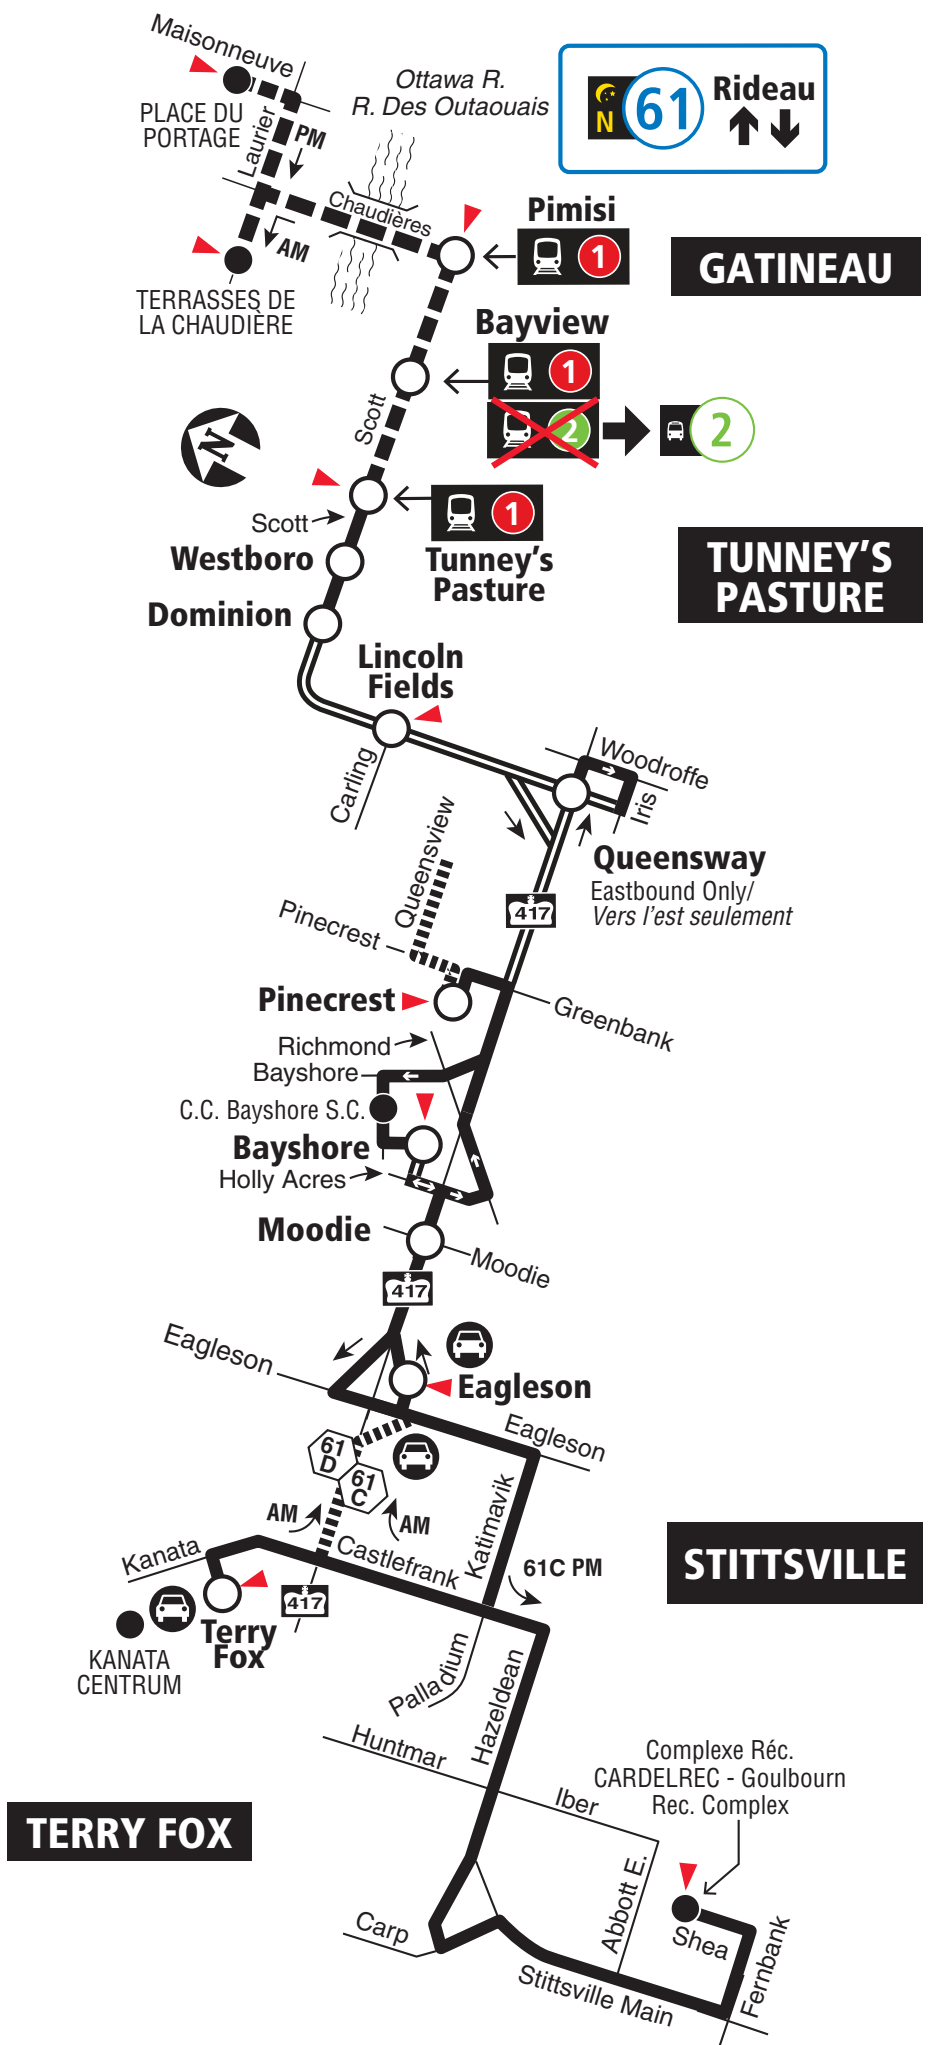 Maisonneuve
PLACE DU
PORTAGE
Laurier
PM
AM
TERRASSES DE
LA CHAUDIÈRE
Ottawa R.
R. Des Outaouais
Chaudières
N
61
Rideau
Pimisi
1
GATINEAU
Bayview
1
2
2
Scott
N
Scott
1
Tunney's
Pasture
TUNNEY'S
PASTURE
Westboro
Dominion
Lincoln
Fields
Carling
Woodroffe
Iris
Queensway
Eastbound Only/
Vers l'est seulement
417
Queensview
Pinecrest
Pinecrest
Greenbank
Richmond
Bayshore
C.C. Bayshore S.C.
Bayshore
Holly Acres
Moodie
Moodie
417
Eagleson
Eagleson
Eagleson
61
D
61
C
AM
AM
Katimavik
Castlefrank
61C PM
Kanata
417
Terry
Fox
KANATA
CENTRUM
STITTSVILLE
Palladium
Hazeldean
Huntmar
Iber
Complexe Réc.
CARDELREC - Goulbourn
Rec. Complex
TERRY FOX
Abbott E.
Carp
Shea
Fernbank
Stittsville Main